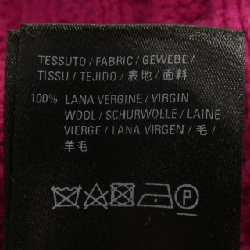 TESSUTO / FABRIC / GEWEBE /
TISSU / TEJIDO / 表地 / 面料
100% LANA VERGINE / VIRGIN
WOOL / SCHURWOLLE / LAINE
VIERGE / LANA VIRGEN / 毛 /
羊毛
P